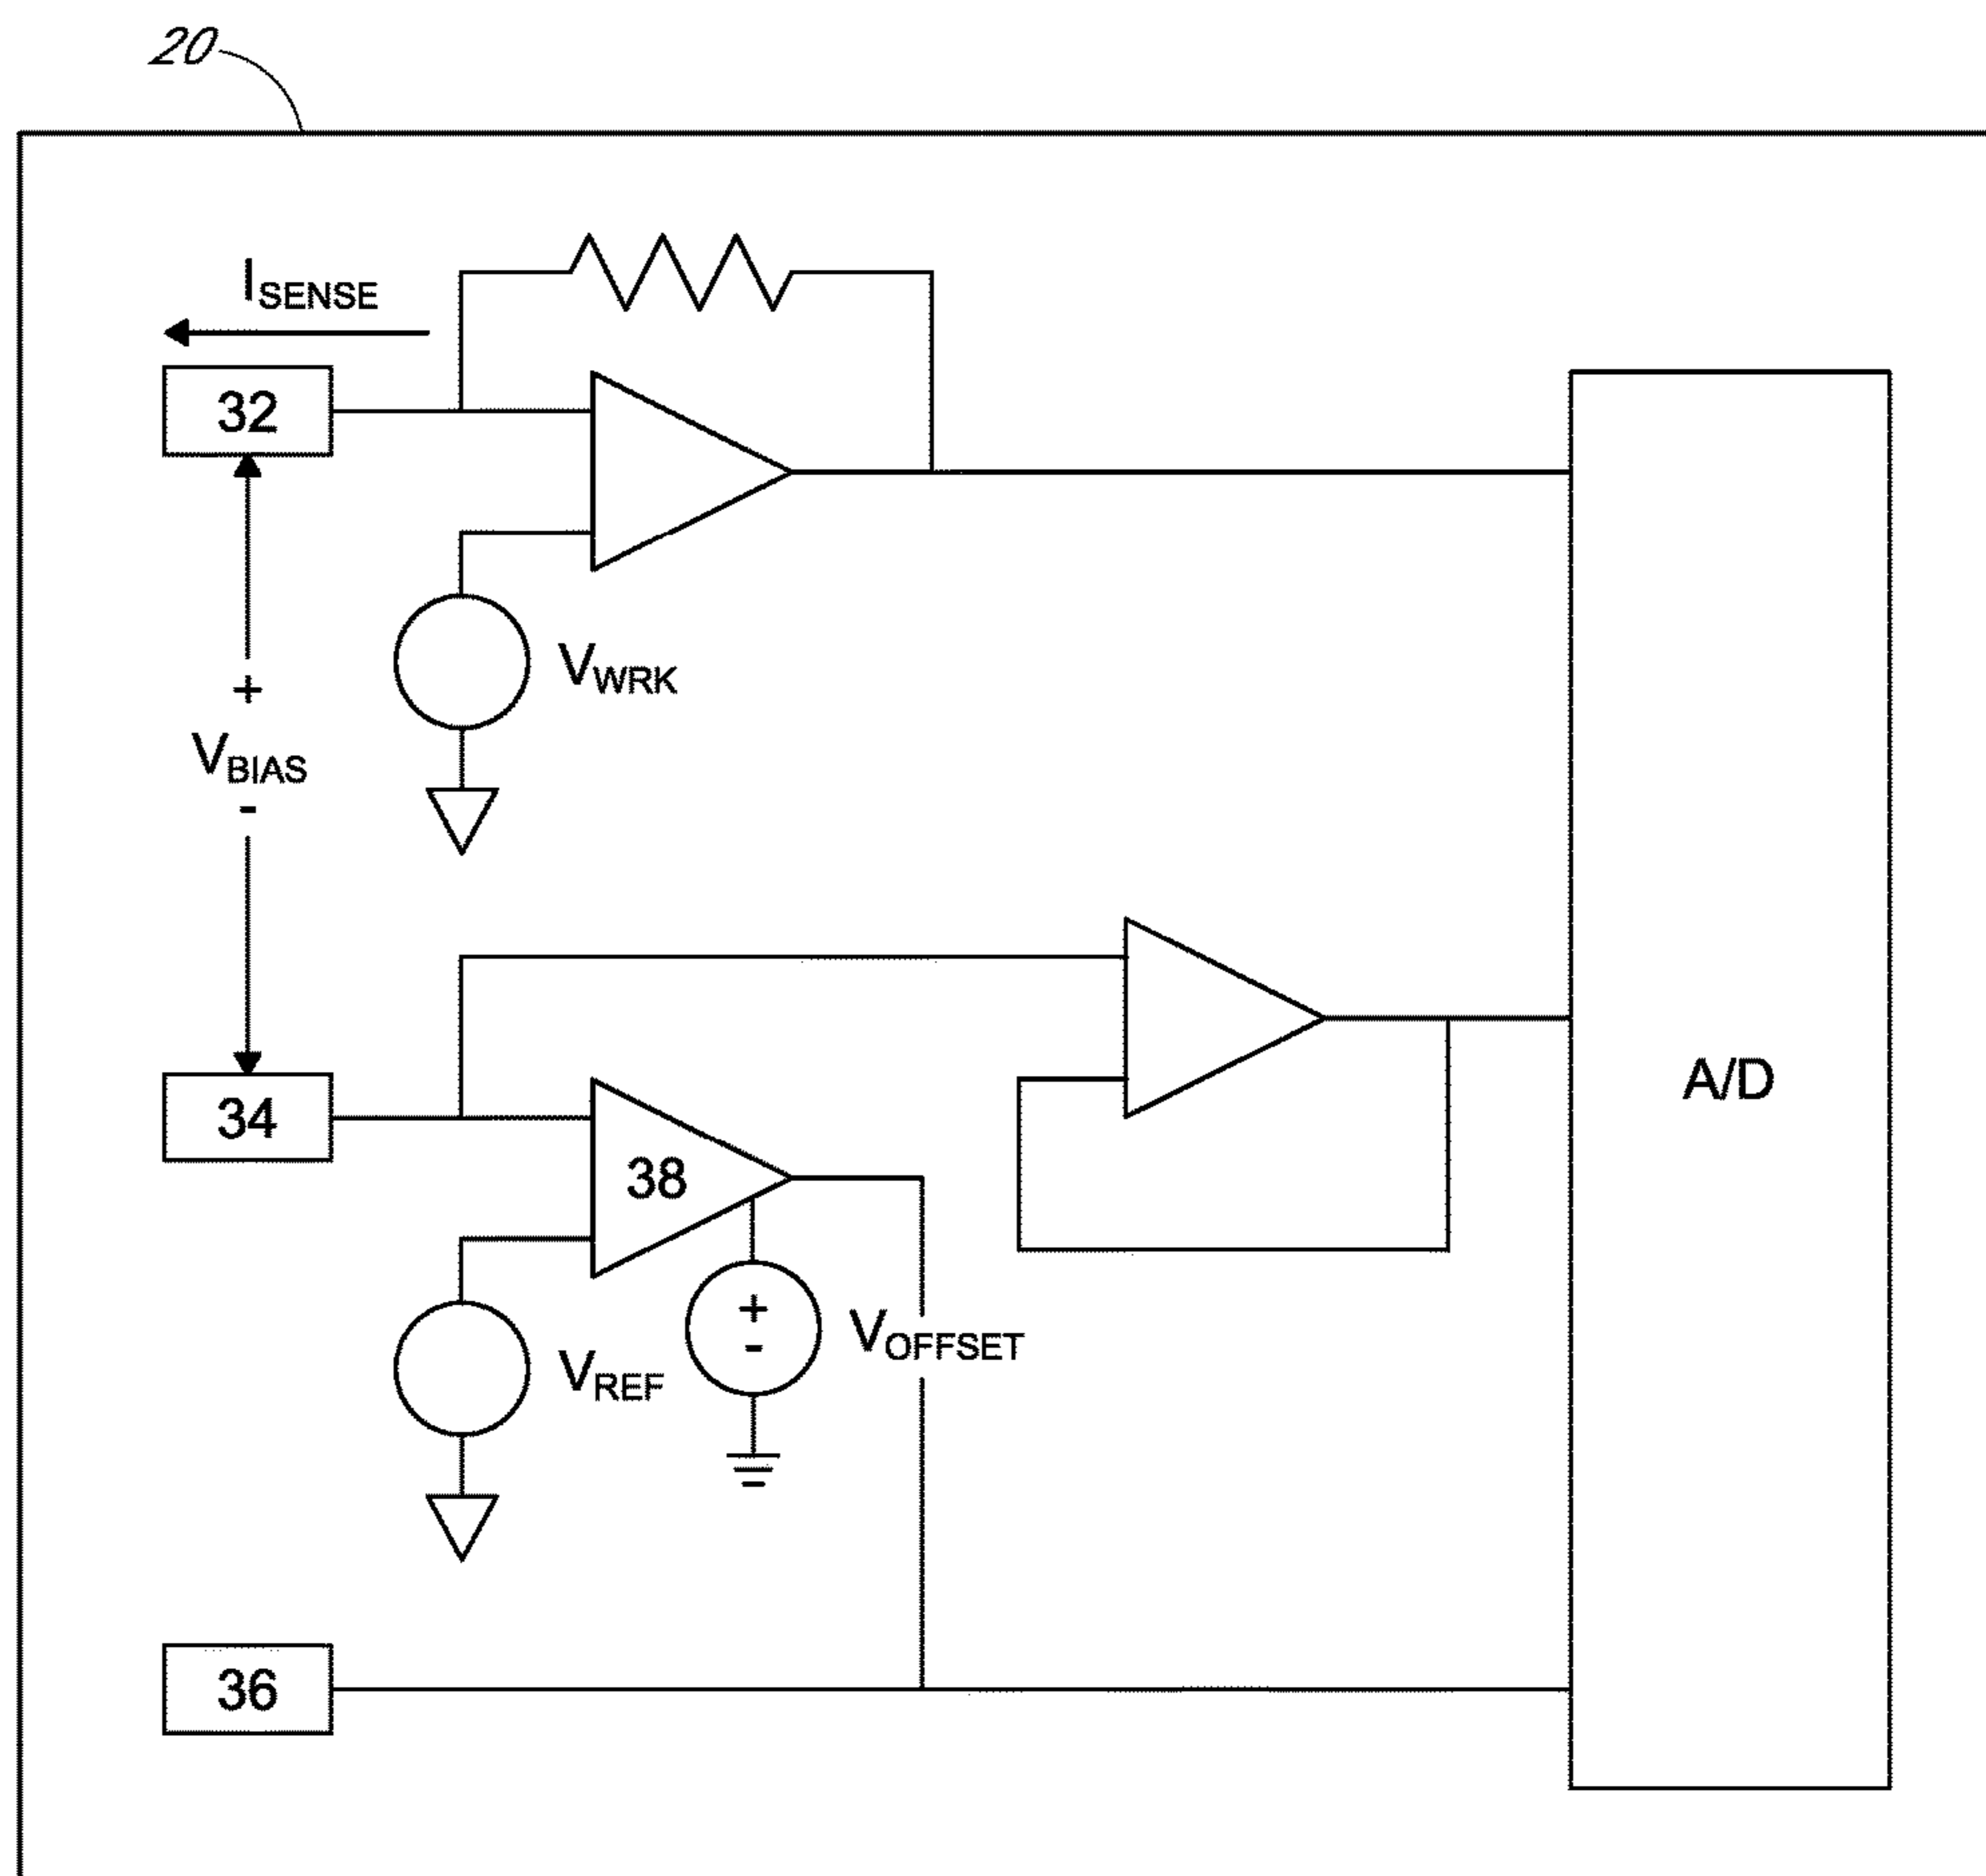 20
I_SENSE
32
V_WRK
+
V_BIAS
-
34
38
A/D
+
-
V_OFFSET
V_REF
36